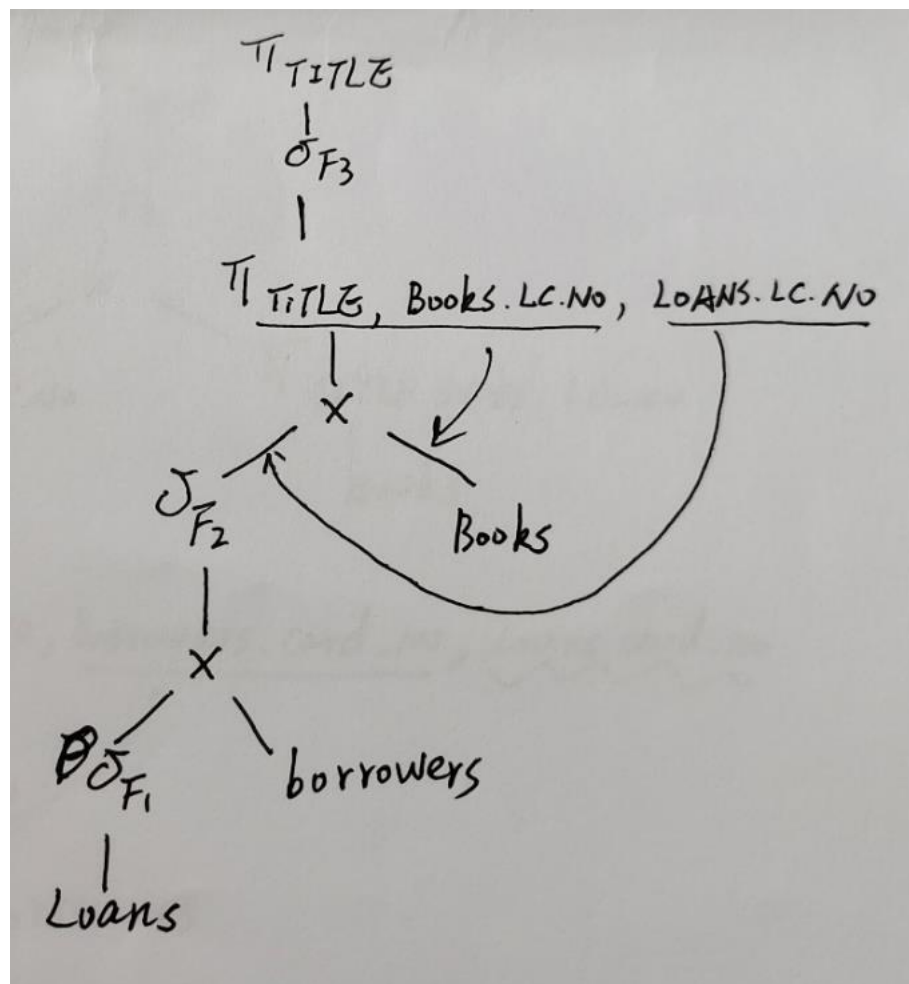 π TITLE
σ F3
π TITLE, Books.LC.No, LOANS.LC.NO
X
σ F2
Books
X
σ F1 borrowers
Loans